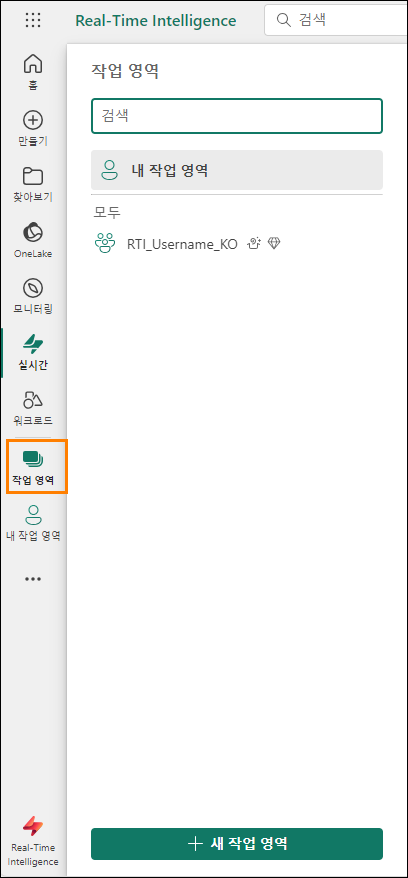 Real-Time Intelligence
검색
홈
만들기
찾아보기
OneLake
모니터링
실시간
워크로드
작업 영역
내 작업 영역
Real-Time
Intelligence
작업 영역
검색
내 작업 영역
모두
RTI_Username_KO
새 작업 영역